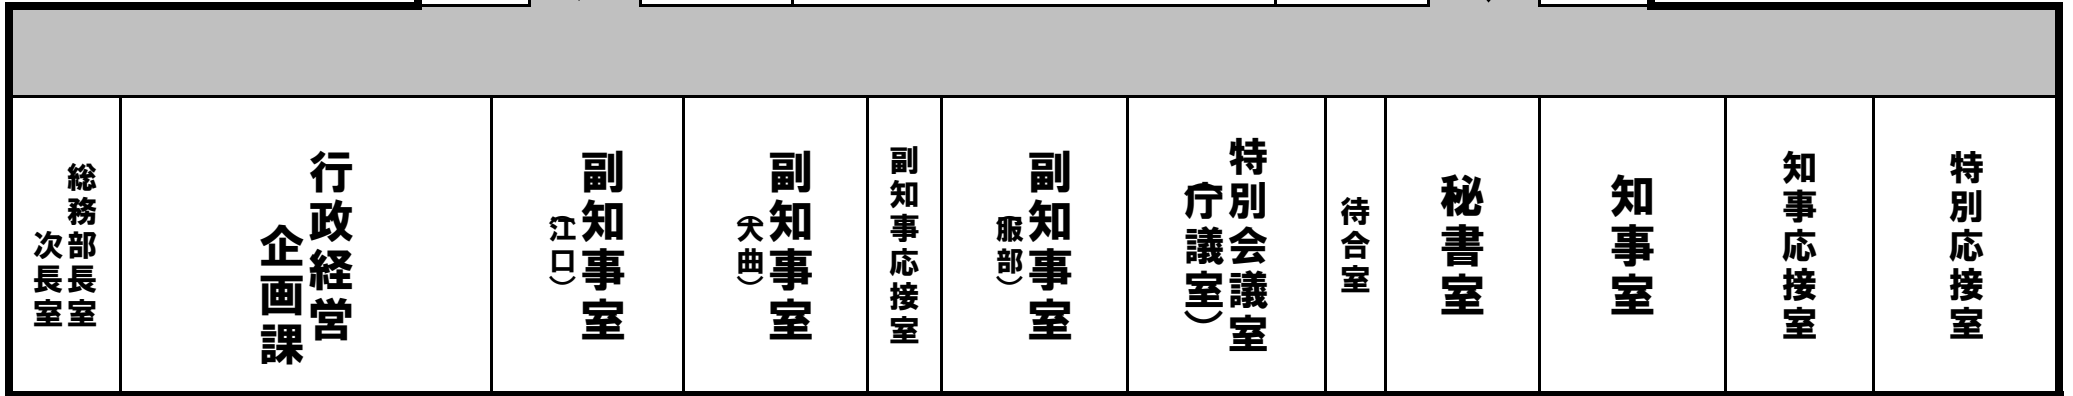 総務部長室
次長室
行政経営
企画課
副知事室
（江口）
副知事室
（犬曲）
副知事応接室
副知事室
（服部）
特別会議室
（庁議室）
待合室
秘書室
知事室
知事応接室
特別応接室